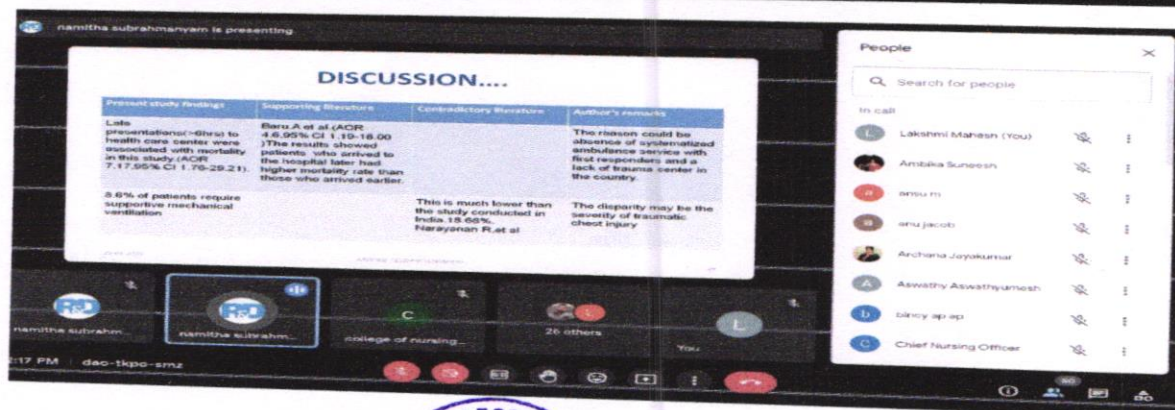 namitha subrahmanyam is presenting
DISCUSSION....
Present study findings
Supporting literature
Contradictory literature
Author's remarks
Late
presentations(>6hrs) to
health care center were
associated with mortality
in this study (AOR
7.17,95% CI 1.76-29.21).
Baru.A et al (AOR
4.6,95% CI 1.19-18.00
)The results showed
patients who arrived to
the hospital later had
higher mortality rate than
those who arrived earlier.
The reason could be
absence of systematized
ambulance service with
first responders and a
lack of trauma center in
the country.
8.6% of patients require
supportive mechanical
ventilation
This is much lower than
the study conducted in
India.18.66%,
Narayanan R.et al
The disparity may be the
severity of traumatic
chest injury
R&D
namitha subrahm...
R&D
namitha subrahm...
C
college of nursing...
L
26 others
L
You
2:17 PM | dao-tkpo-smz
People
Search for people
In call
L
Lakshmi Mahesh (You)
Ambika Suneesh
a
ansu m
a
anu jacob
Archana Jayakumar
A
Aswathy Aswathyumesh
b
bincy ap ap
C
Chief Nursing Officer